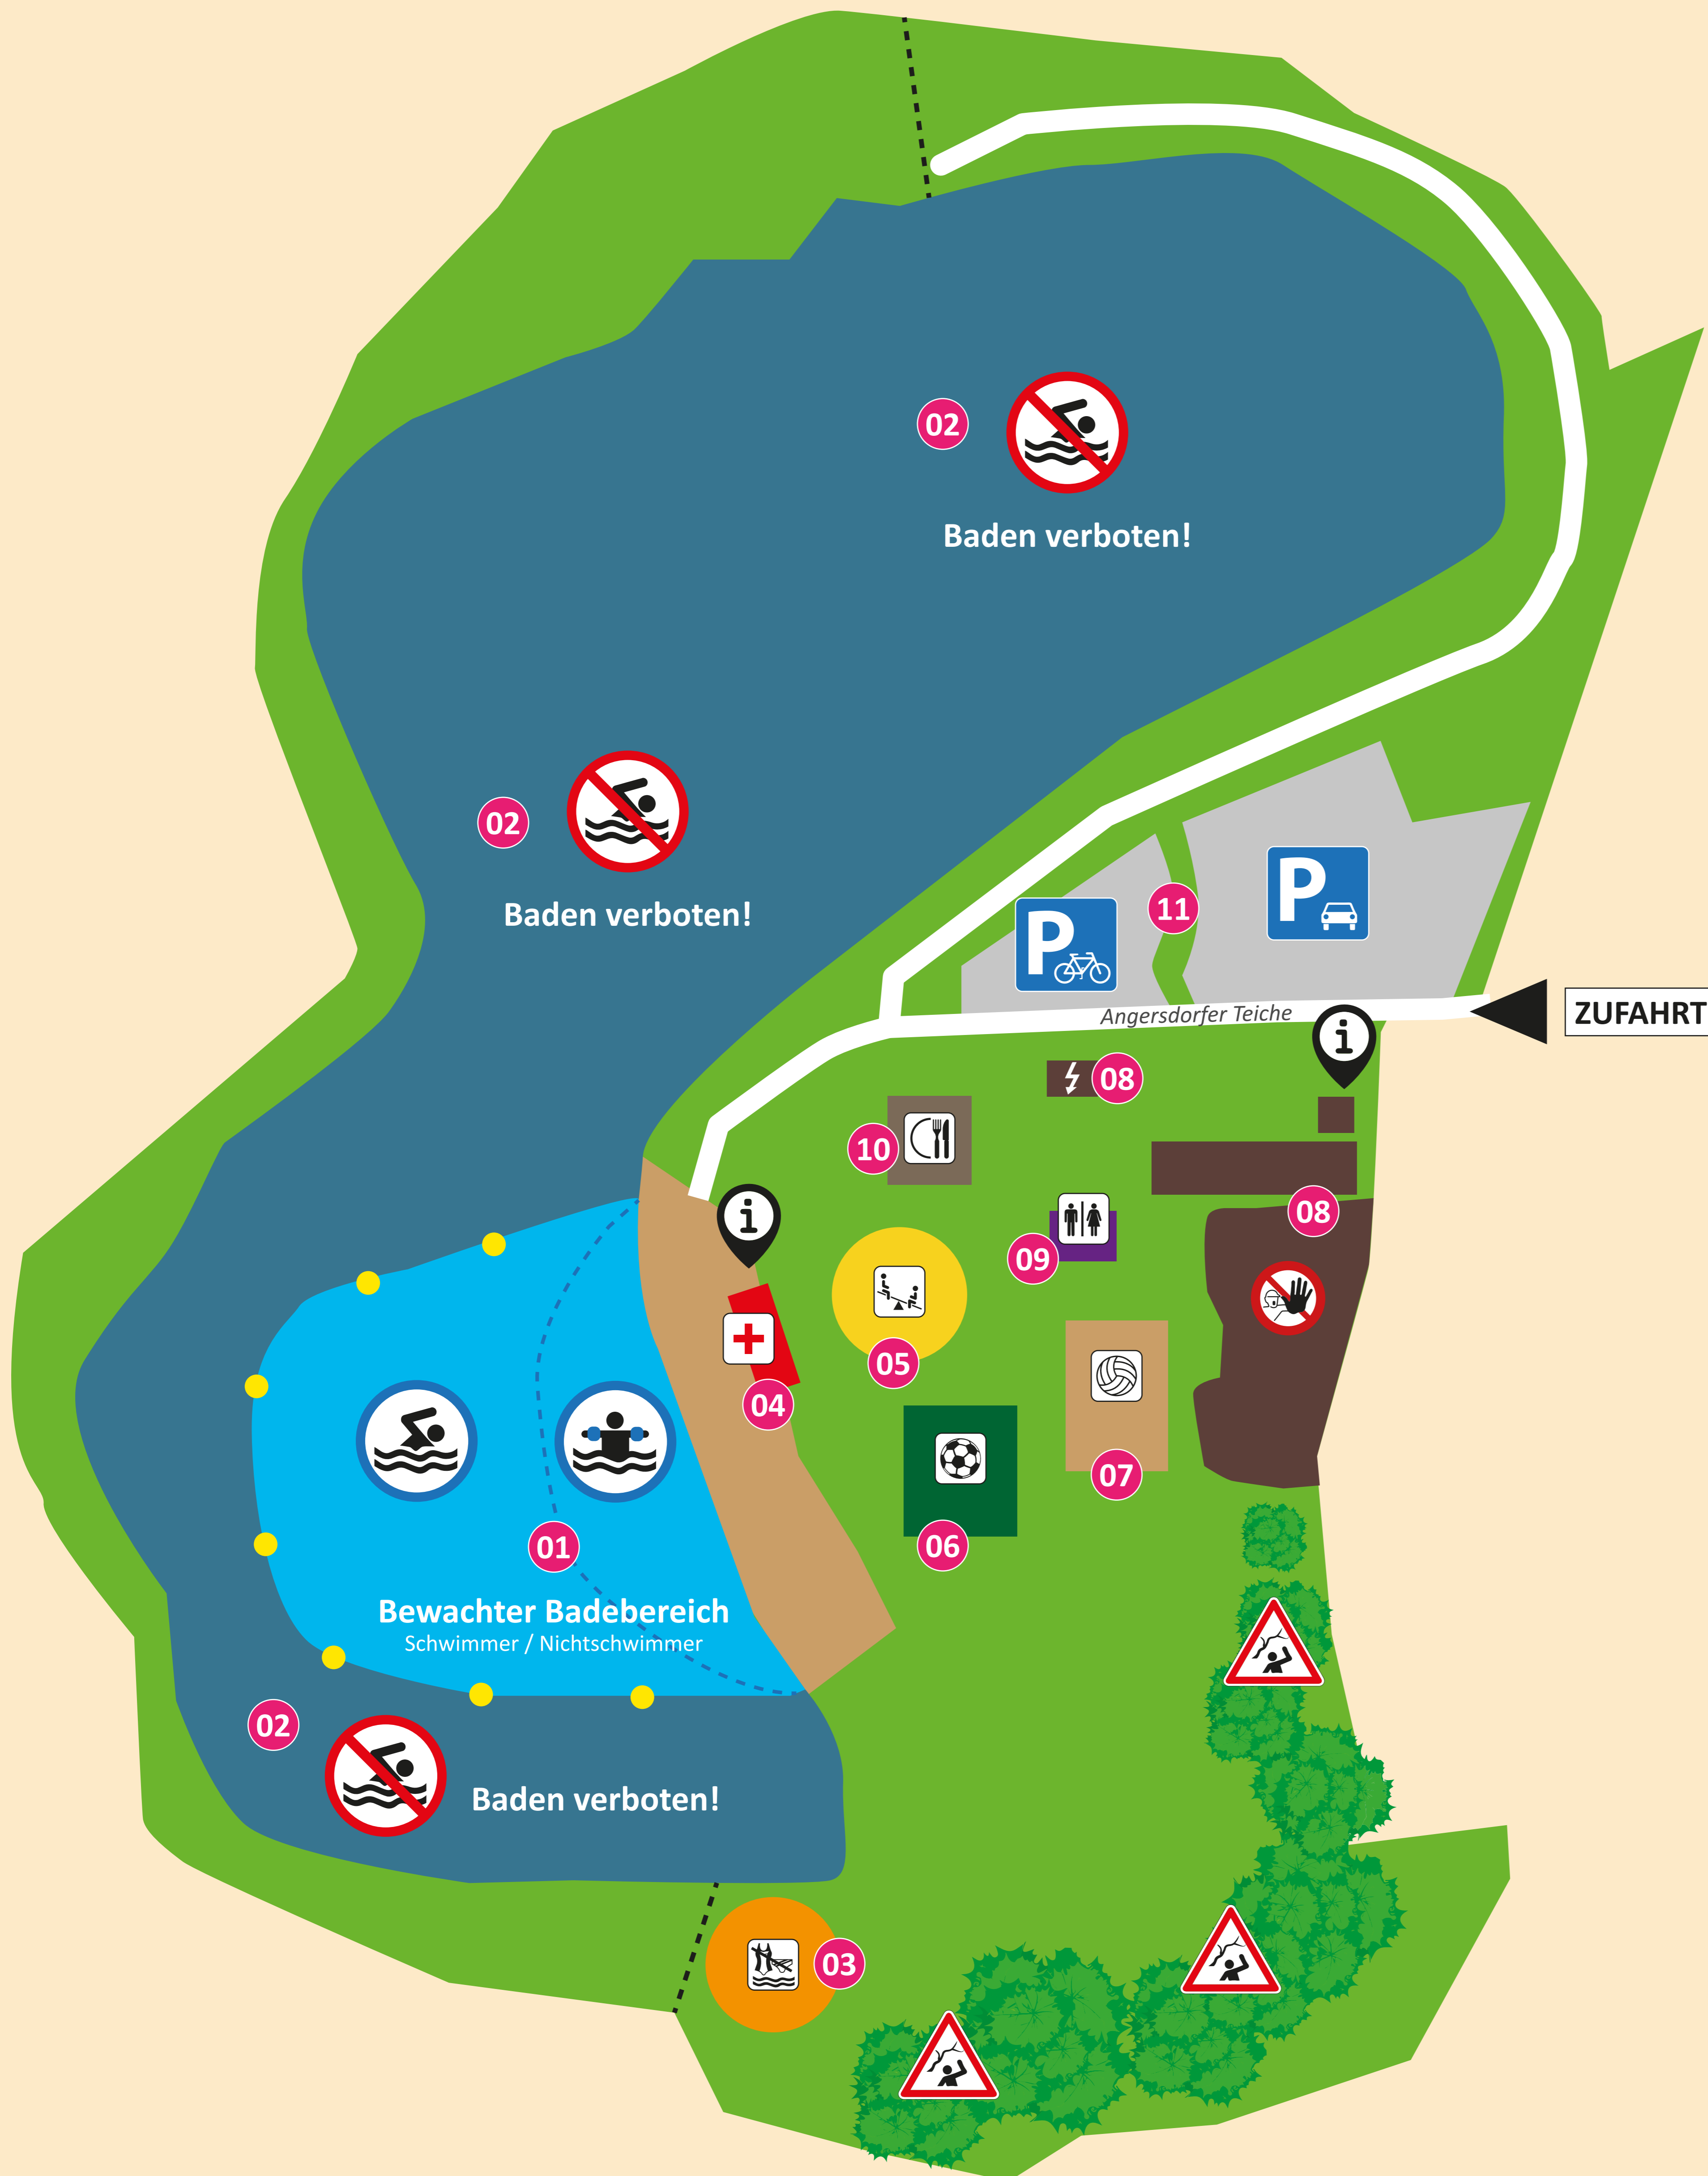 02
Baden verboten!
02
Baden verboten!
11
P
P
Angersdorfer Teiche
ZUFAHRT
i
08
10
08
i
09
05
04
07
06
01
Bewachter Badebereich
Schwimmer / Nichtschwimmer
02
Baden verboten!
03